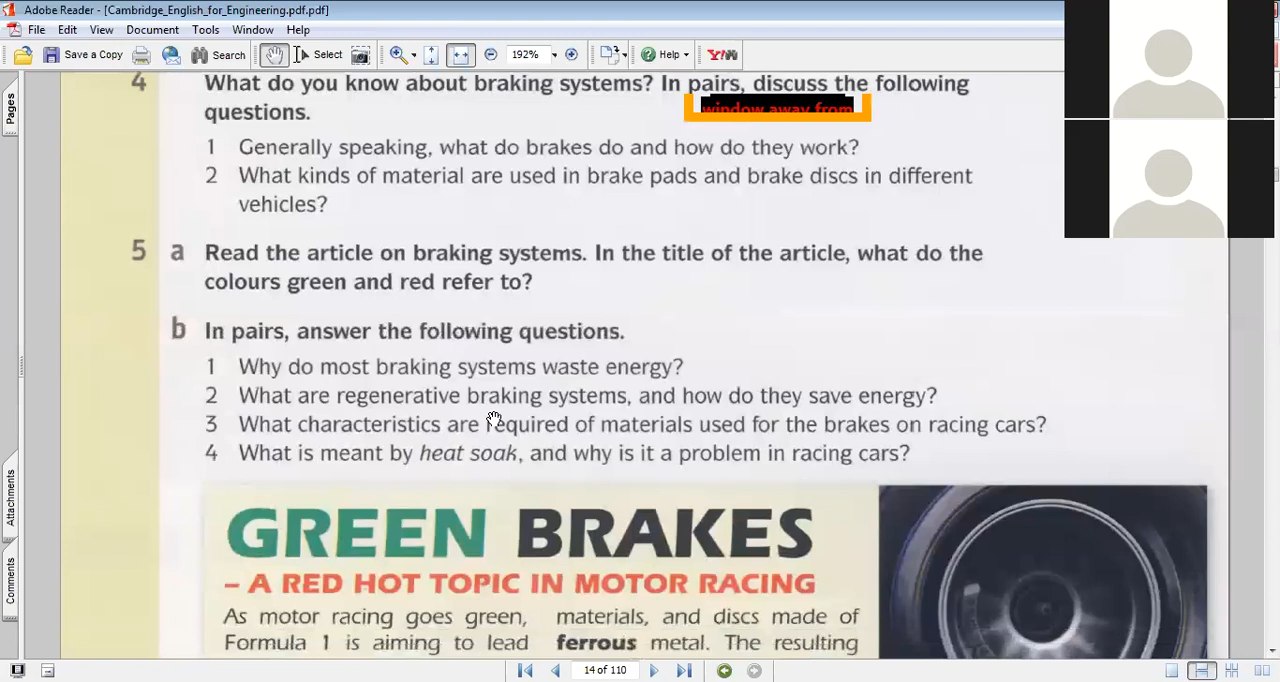 Adobe Reader - [Cambridge_English_for_Engineering.pdf.pdf]
File Edit View Document Tools Window Help
Save a Copy Search Select 192% Help Y!
Pages
4 What do you know about braking systems? In pairs, discuss the following
questions.
window away from
1 Generally speaking, what do brakes do and how do they work?
2 What kinds of material are used in brake pads and brake discs in different
vehicles?
5 a Read the article on braking systems. In the title of the article, what do the
colours green and red refer to?
b In pairs, answer the following questions.
1 Why do most braking systems waste energy?
2 What are regenerative braking systems, and how do they save energy?
3 What characteristics are required of materials used for the brakes on racing cars?
4 What is meant by heat soak, and why is it a problem in racing cars?
Attachments
Comments
GREEN BRAKES
– A RED HOT TOPIC IN MOTOR RACING
As motor racing goes green,
Formula 1 is aiming to lead
materials, and discs made of
ferrous metal. The resulting
14 of 110